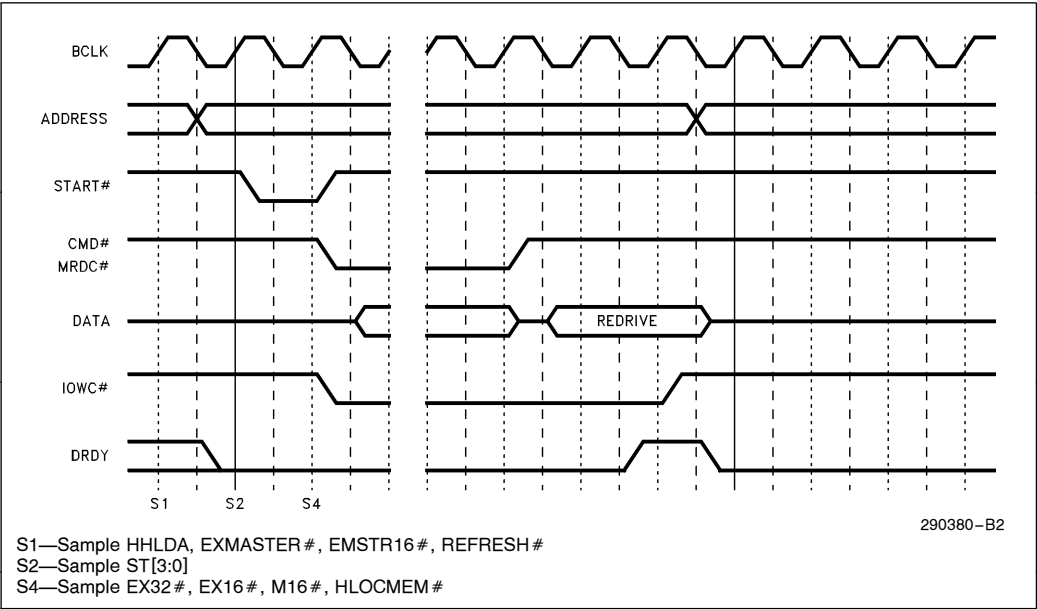 BCLK
ADDRESS
START#
CMD#
MRDC#
DATA
REDRIVE
IOWC#
DRDY
S1 S2 S4
290380–B2
S1—Sample HHLDA, EXMASTER#, EMSTR16#, REFRESH#
S2—Sample ST[3:0]
S4—Sample EX32#, EX16#, M16#, HLOCMEM#